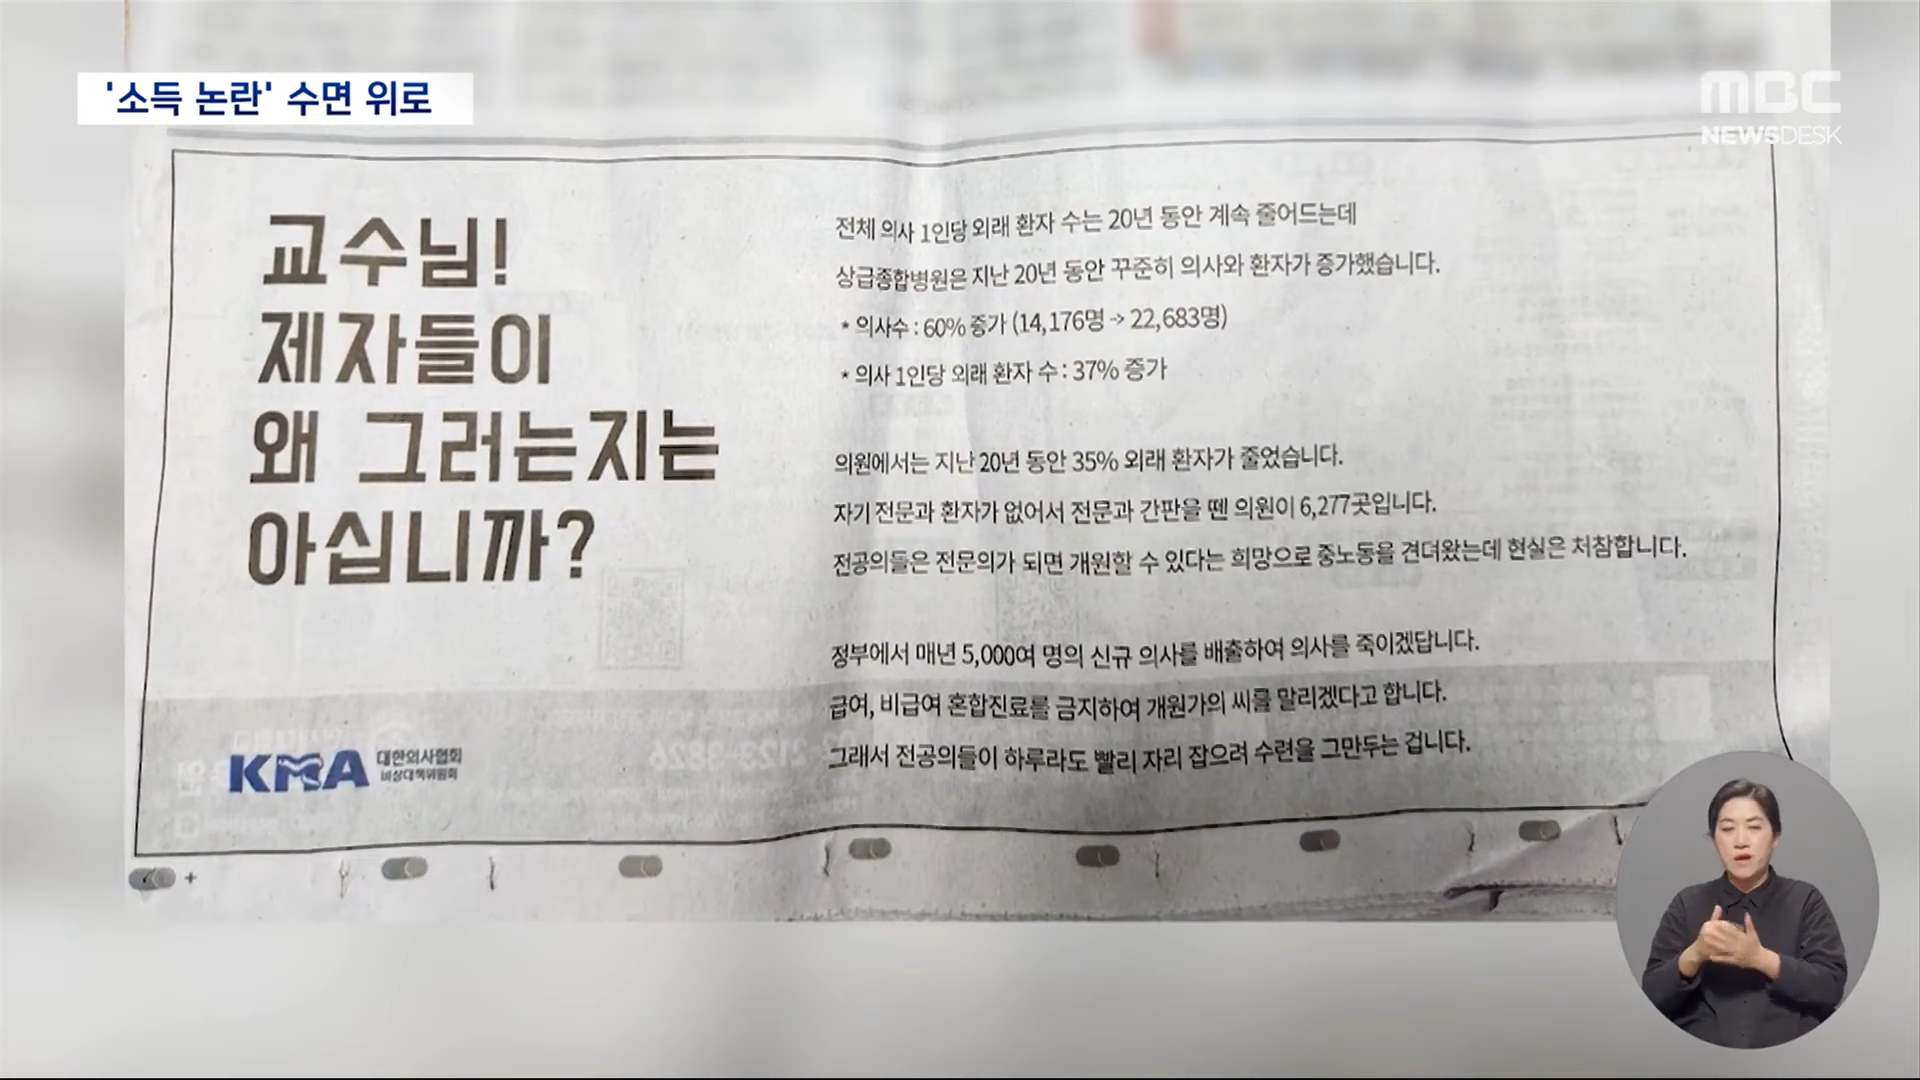 '소득 논란' 수면 위로
MBC
NEWSDESK
교수님!
제자들이
왜 그러는지는
아십니까?
전체 의사 1인당 외래 환자 수는 20년 동안 계속 줄어드는데
상급종합병원은 지난 20년 동안 꾸준히 의사와 환자가 증가했습니다.
* 의사수 : 60% 증가 (14,176명 → 22,683명)
* 의사 1인당 외래 환자 수 : 37% 증가
의원에서는 지난 20년 동안 35% 외래 환자가 줄었습니다.
자기 전문과 환자가 없어서 전문과 간판을 뗀 의원이 6,277곳입니다.
전공의들은 전문의가 되면 개원할 수 있다는 희망으로 중노동을 견뎌왔는데 현실은 처참합니다.
정부에서 매년 5,000여 명의 신규 의사를 배출하여 의사를 죽이겠답니다.
급여, 비급여 혼합진료를 금지하여 개원가의 씨를 말리겠다고 합니다.
그래서 전공의들이 하루라도 빨리 자리 잡으려 수련을 그만두는 겁니다.
KMA 대한의사협회
비상대책위원회